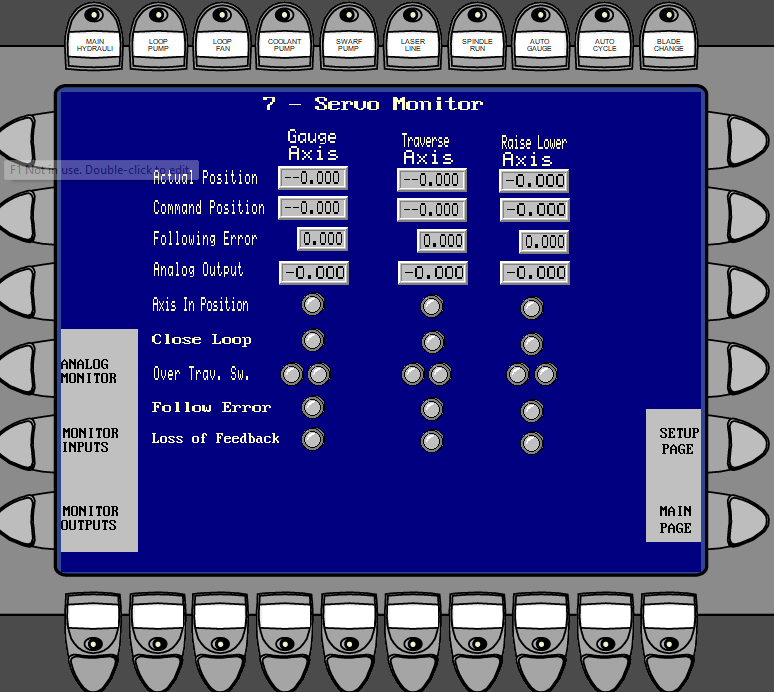 MAIN HYDRAULI
LOOP PUMP
LOOP FAN
COOLANT PUMP
SWARF PUMP
LASER LINE
SPINDLE RUN
AUTO GAUGE
AUTO CYCLE
BLADE CHANGE
7 - Servo Monitor
Gauge Axis
Traverse Axis
Raise Lower Axis
F1 Not in use. Double-click to edit.
Actual Position --0.000 --0.000 -0.000
Command Position --0.000 --0.000 -0.000
Following Error 0.000 0.000 0.000
Analog Output -0.000 -0.000 -0.000
Axis In Position
Close Loop
Over Trav. Sw.
Follow Error
Loss of Feedback
ANALOG
MONITOR
MONITOR
INPUTS
MONITOR
OUTPUTS
SETUP
PAGE
MAIN
PAGE